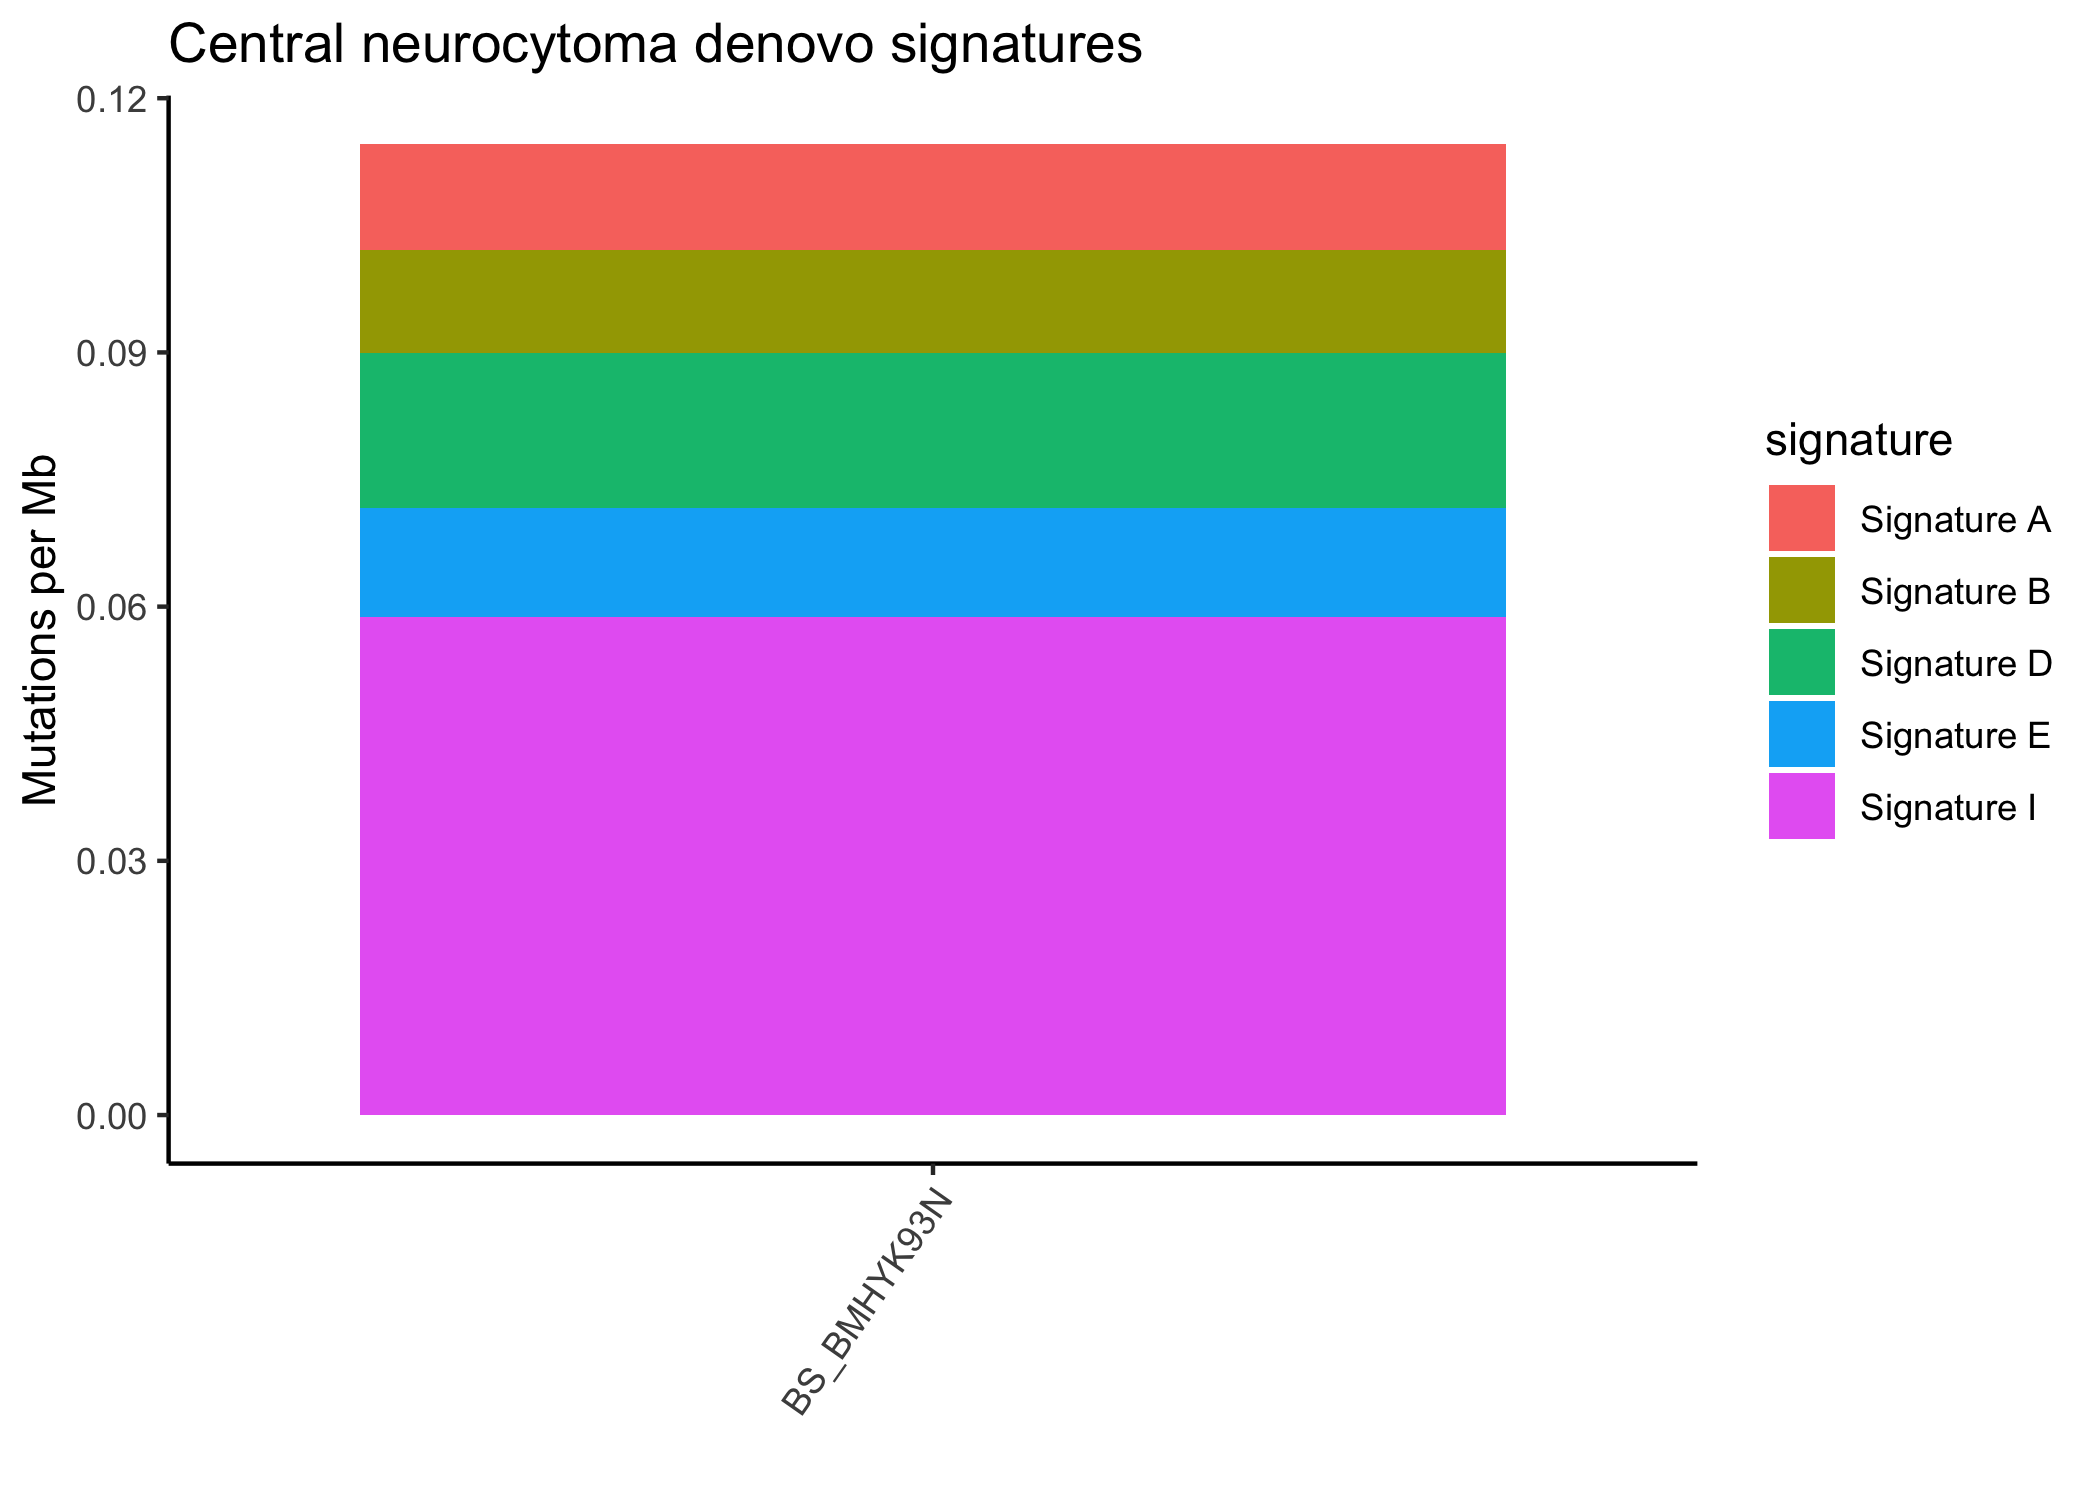 Central neurocytoma denovo signatures
Mutations per Mb
0.12
0.09
0.06
0.03
0.00
BS_BMHYK93N
signature
Signature A
Signature B
Signature D
Signature E
Signature I